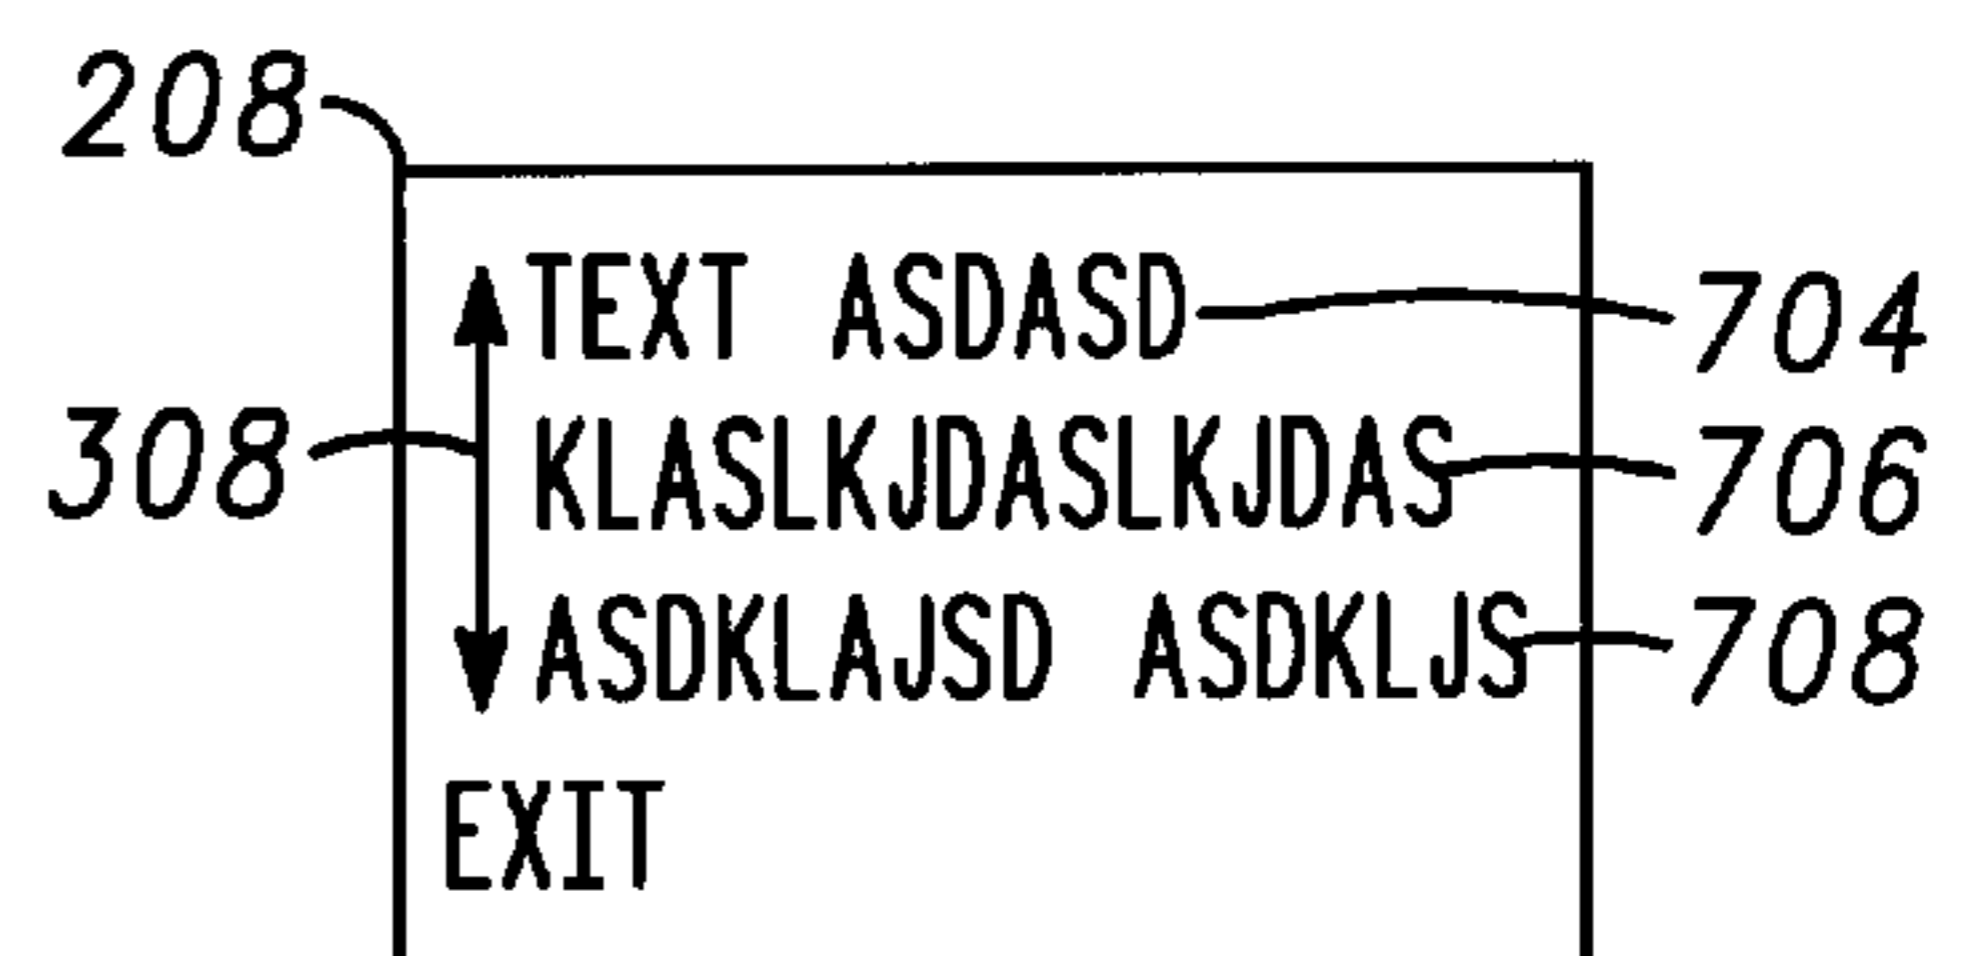 208
TEXT ASDASD 704
308 KLASLKJDASLKJDAS 706
ASDKLAJSD ASDKLJS 708
EXIT